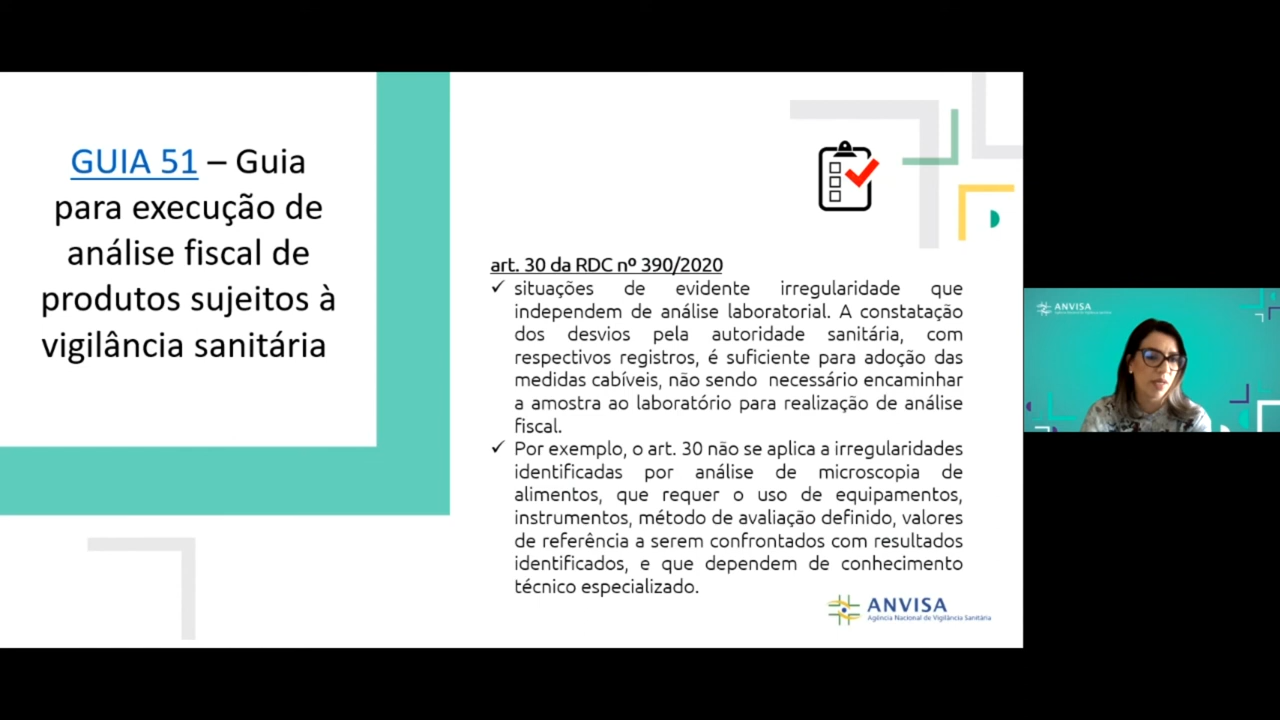 GUIA 51 – Guia
para execução de
análise fiscal de
produtos sujeitos à
vigilância sanitária
art. 30 da RDC nº 390/2020
✓ situações de evidente irregularidade que
independem de análise laboratorial. A constatação
dos desvios pela autoridade sanitária, com
respectivos registros, é suficiente para adoção das
medidas cabíveis, não sendo necessário encaminhar
a amostra ao laboratório para realização de análise
fiscal.
✓ Por exemplo, o art. 30 não se aplica a irregularidades
identificadas por análise de microscopia de
alimentos, que requer o uso de equipamentos,
instrumentos, método de avaliação definido, valores
de referência a serem confrontados com resultados
identificados, e que dependem de conhecimento
técnico especializado.
ANVISA
Agência Nacional de Vigilância Sanitária
ANVISA